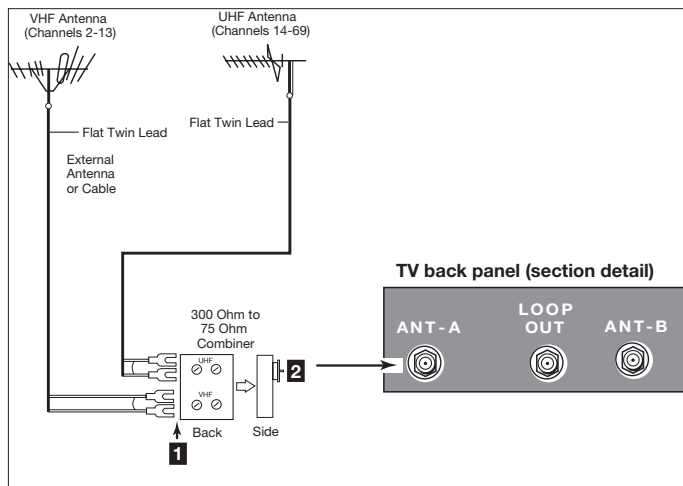 VHF Antenna
(Channels 2-13)
UHF Antenna
(Channels 14-69)
Flat Twin Lead
Flat Twin Lead
External
Antenna
or Cable
300 Ohm to
75 Ohm
Combiner
UHF
VHF
Back
Side
1
2
TV back panel (section detail)
ANT-A
LOOP
OUT
ANT-B